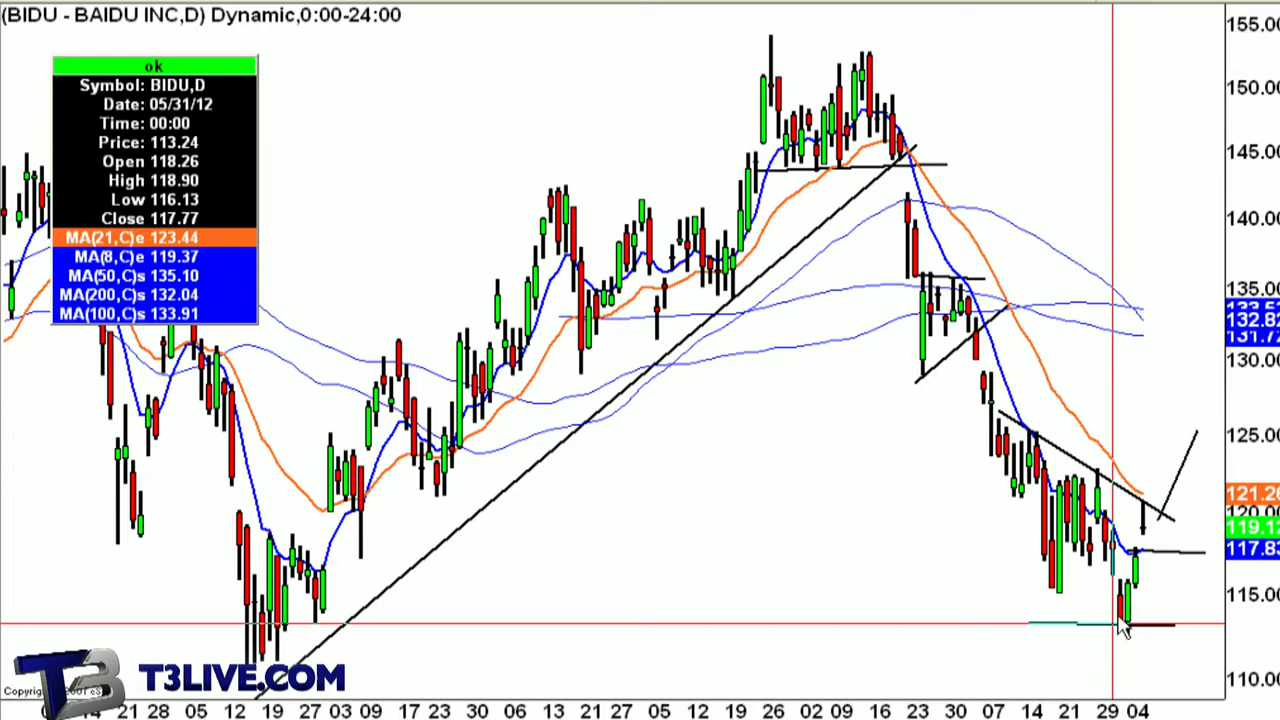 (BIDU - BAIDU INC,D) Dynamic,0:00-24:00
ok
Symbol: BIDU,D
Date: 05/31/12
Time: 00:00
Price: 113.24
Open 118.26
High 118.90
Low 116.13
Close 117.77
MA(21,C)e 123.44
MA(8,C)e 119.37
MA(50,C)s 135.10
MA(200,C)s 132.04
MA(100,C)s 133.91
155.00
150.00
145.00
140.00
135.00
132.82
131.72
130.00
125.00
121.26
120.00
119.12
117.83
115.00
110.00
T3 T3LIVE.COM
21 28 05 12 19 27 03 09 17 23 30 06 13 21 27 05 12 19 26 02 09 16 23 30 07 14 21 29 04